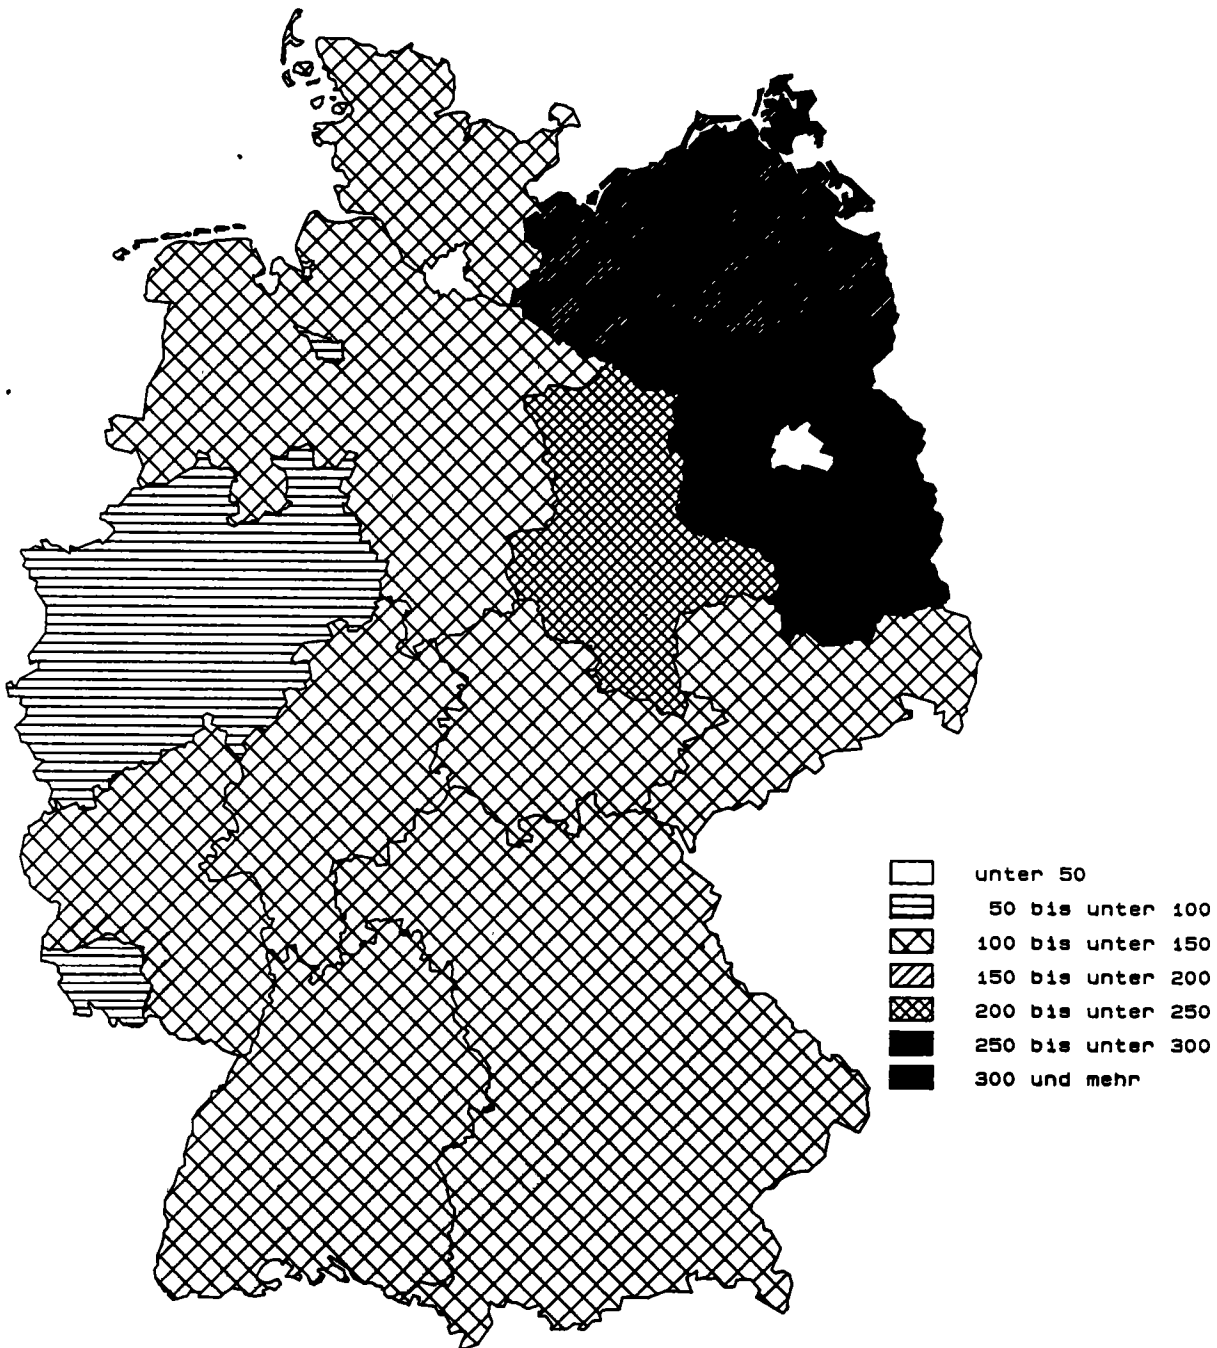 unter 50
50 bis unter 100
100 bis unter 150
150 bis unter 200
200 bis unter 250
250 bis unter 300
300 und mehr